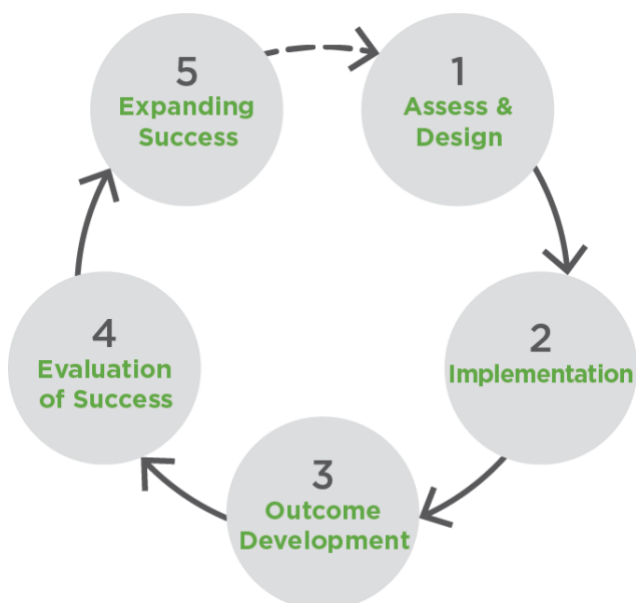 1
Assess &
Design
2
Implementation
3
Outcome
Development
4
Evaluation
of Success
5
Expanding
Success